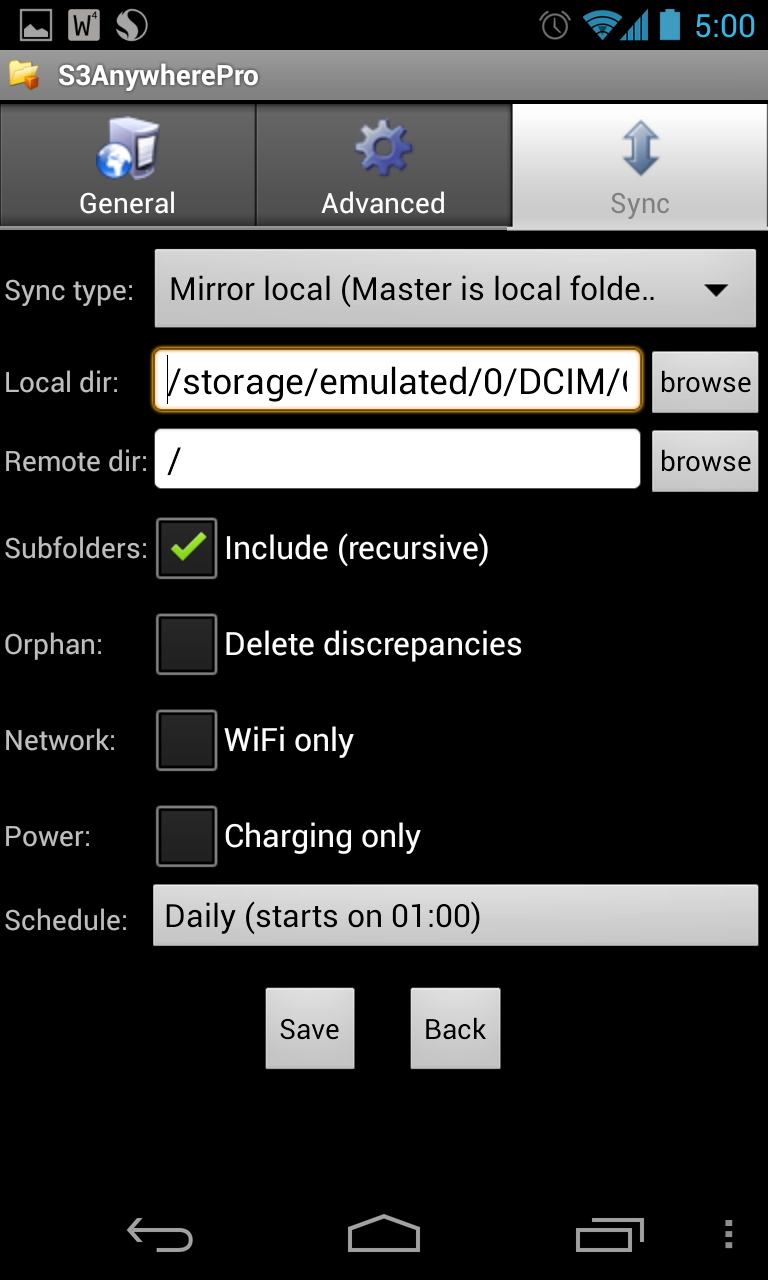 W4
5:00
S3AnywherePro
General Advanced Sync
Sync type: Mirror local (Master is local folde..
Local dir: /storage/emulated/0/DCIM/ browse
Remote dir: / browse
Subfolders: Include (recursive)
Orphan: Delete discrepancies
Network: WiFi only
Power: Charging only
Schedule: Daily (starts on 01:00)
Save Back